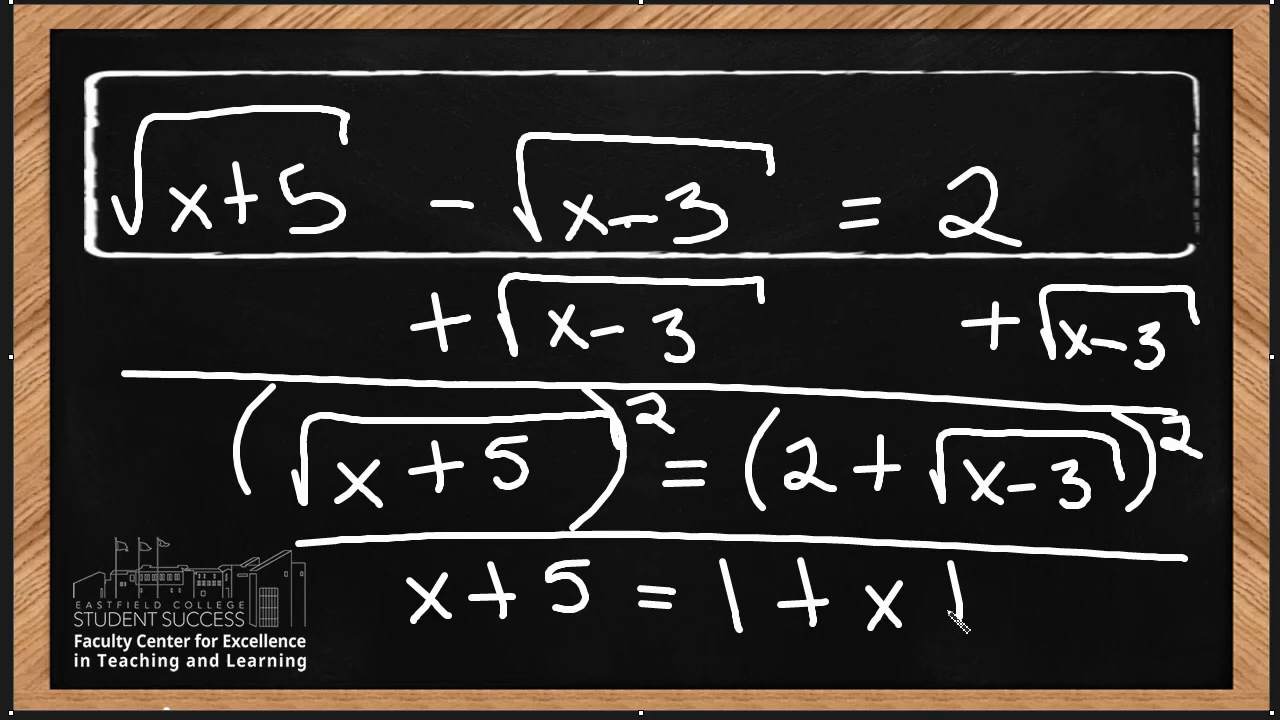 √(x+5) - √(x-3) = 2
+ √(x-3) + √(x-3)
(√(x+5))² = (2 + √(x-3))²
x+5 = 1 + x 1
EASTFIELD COLLEGE
STUDENT SUCCESS
Faculty Center for Excellence
in Teaching and Learning